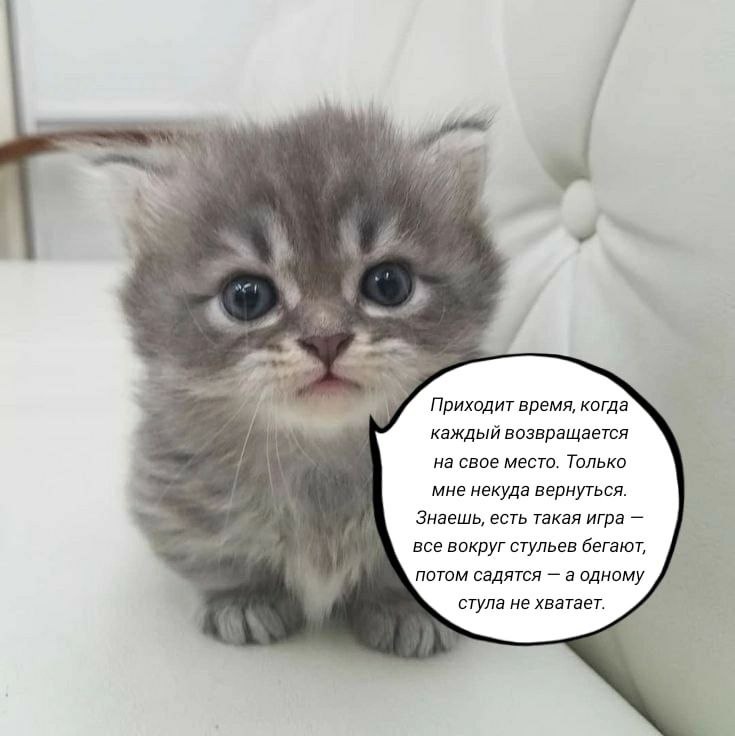 Приходит время, когда
каждый возвращается
на свое место. Только
мне некуда вернуться.
Знаешь, есть такая игра —
все вокруг стульев бегают,
потом садятся — а одному
стула не хватает.